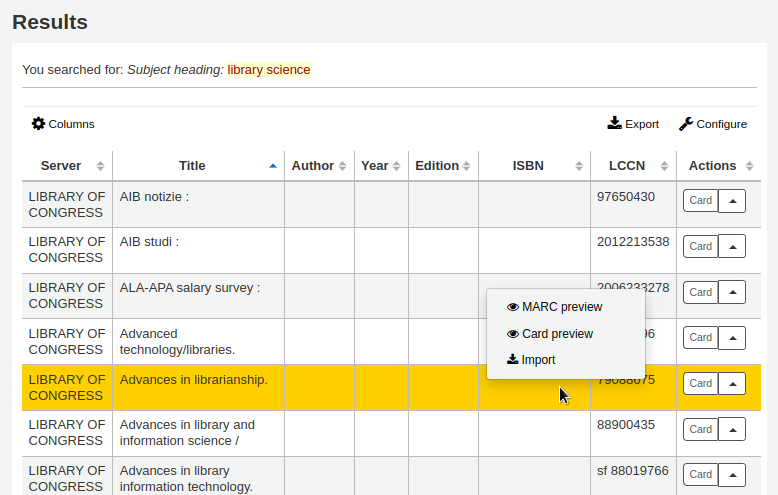 Results
You searched for: Subject heading: library science
Columns
Export
Configure
Server Title Author Year Edition ISBN LCCN Actions
LIBRARY OF CONGRESS AIB notizie : 97650430 Card
LIBRARY OF CONGRESS AIB studi : 2012213538 Card
LIBRARY OF CONGRESS ALA-APA salary survey : 2006233278 Card
MARC preview
Card preview
Import
LIBRARY OF CONGRESS Advanced technology/libraries. Card
LIBRARY OF CONGRESS Advances in librarianship. 79088675 Card
LIBRARY OF CONGRESS Advances in library and information science / 88900435 Card
LIBRARY OF CONGRESS Advances in library information technology. sf 88019766 Card